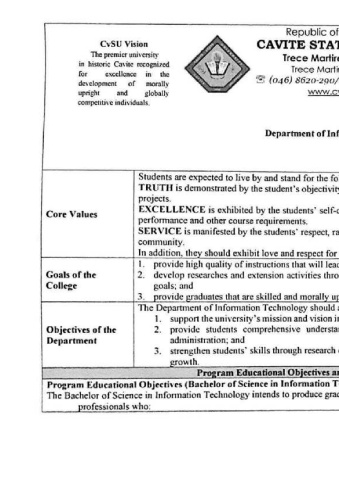 CvSU Vision
The premier university
in historic Cavite recognized
for excellence in the
development of morally
upright and globally
competitive individuals.
Republic of
CAVITE STAT
Trece Martire
Trece Marti
☎ (046) 8620-290/
www.cv
Department of Inf
Core Values
Students are expected to live by and stand for the fo
TRUTH is demonstrated by the student's objectivity
projects.
EXCELLENCE is exhibited by the students' self-d
performance and other course requirements.
SERVICE is manifested by the students' respect, ra
community.
In addition, they should exhibit love and respect for
Goals of the
College
1. provide high quality of instructions that will lead
2. develop researches and extension activities thro
goals; and
3. provide graduates that are skilled and morally up
Objectives of the
Department
The Department of Information Technology should a
1. support the university's mission and vision i
2. provide students comprehensive understa
administration; and
3. strengthen students' skills through research
growth.
Program Educational Objectives a
Program Educational Objectives (Bachelor of Science in Information T
The Bachelor of Science in Information Technology intends to produce gra
professionals who: